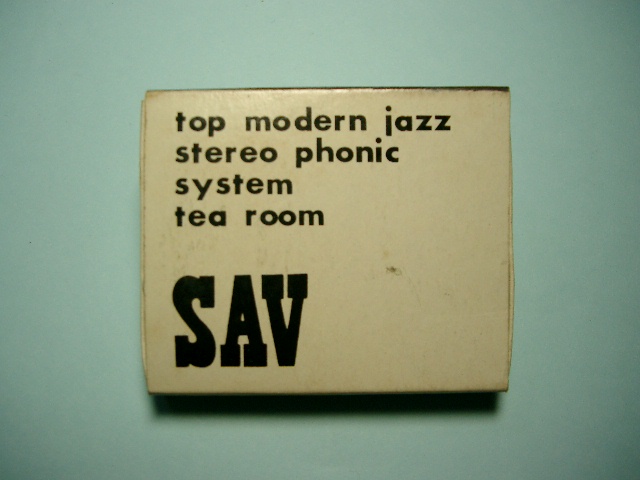 top modern jazz
stereo phonic
system
tea room
SAV